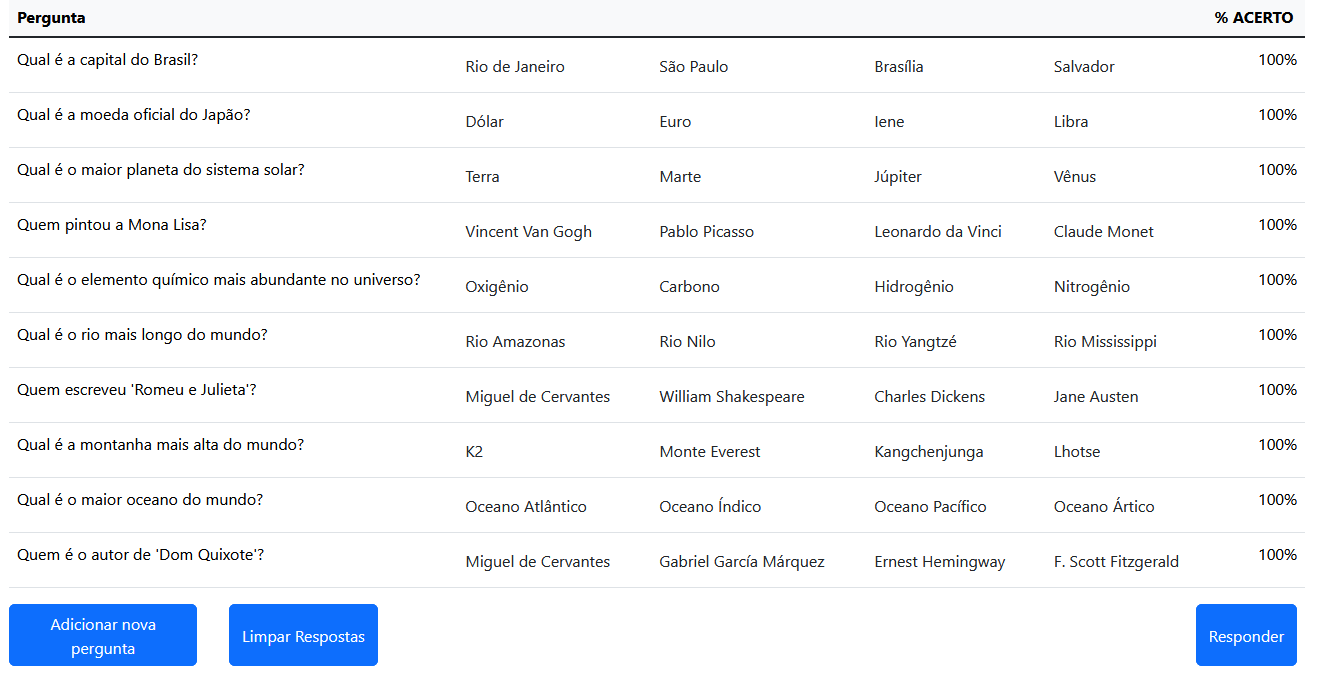 Pergunta % ACERTO
Qual é a capital do Brasil? Rio de Janeiro São Paulo Brasília Salvador 100%
Qual é a moeda oficial do Japão? Dólar Euro Iene Libra 100%
Qual é o maior planeta do sistema solar? Terra Marte Júpiter Vênus 100%
Quem pintou a Mona Lisa? Vincent Van Gogh Pablo Picasso Leonardo da Vinci Claude Monet 100%
Qual é o elemento químico mais abundante no universo? Oxigênio Carbono Hidrogênio Nitrogênio 100%
Qual é o rio mais longo do mundo? Rio Amazonas Rio Nilo Rio Yangtzé Rio Mississippi 100%
Quem escreveu 'Romeu e Julieta'? Miguel de Cervantes William Shakespeare Charles Dickens Jane Austen 100%
Qual é a montanha mais alta do mundo? K2 Monte Everest Kangchenjunga Lhotse 100%
Qual é o maior oceano do mundo? Oceano Atlântico Oceano Índico Oceano Pacífico Oceano Ártico 100%
Quem é o autor de 'Dom Quixote'? Miguel de Cervantes Gabriel García Márquez Ernest Hemingway F. Scott Fitzgerald 100%
Adicionar nova
pergunta
Limpar Respostas
Responder